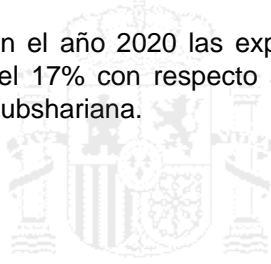 n el año 2020 las exp
el 17% con respecto
ubshariana.